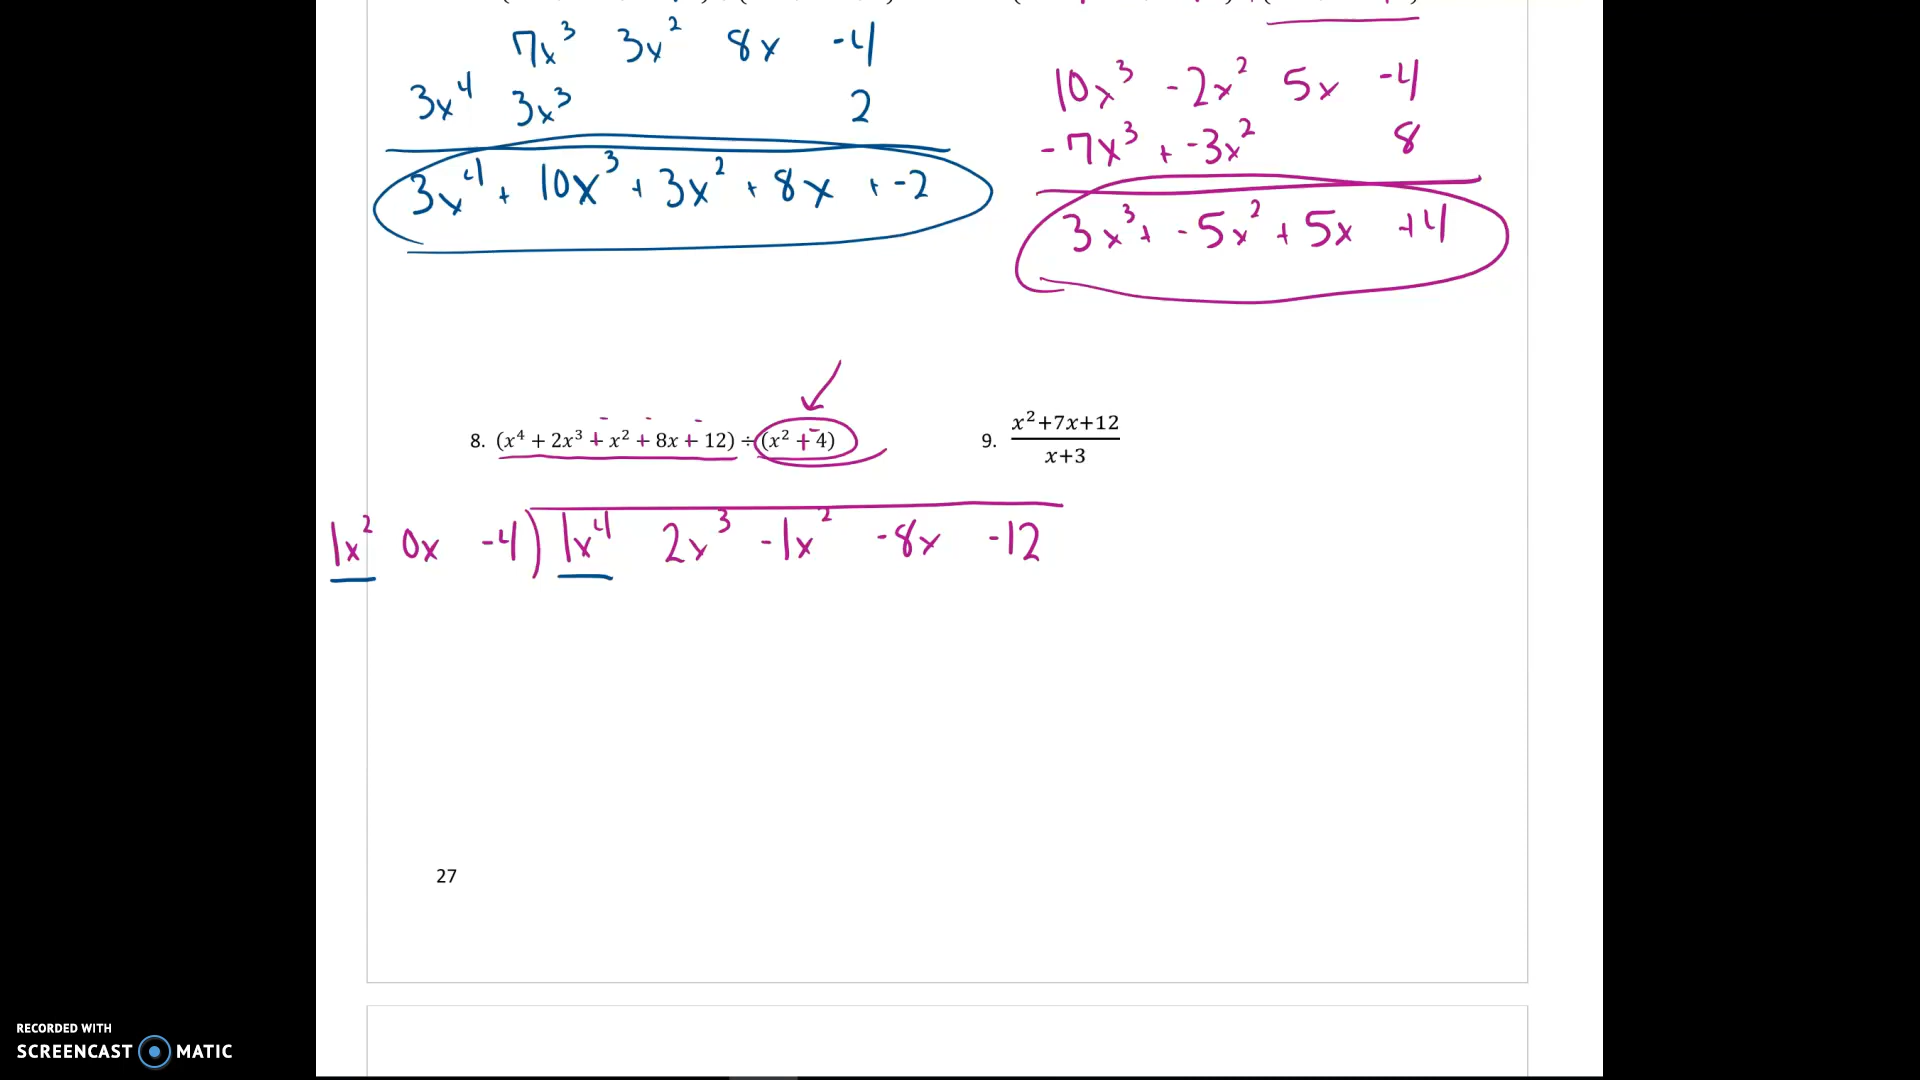 7x³ 3x² 8x -4
3x⁴ 3x³ 2
3x⁴ + 10x³ + 3x² + 8x + -2
10x³ -2x² 5x -4
-7x³ + -3x² 8
3x³ + -5x² + 5x +4
8. (x⁴ + 2x³ + -x² + -8x + -12) ÷ (x² + -4)
9. x²+7x+12
x+3
1x² 0x -4) 1x⁴ 2x³ -1x² -8x -12
27
RECORDED WITH
SCREENCAST MATIC